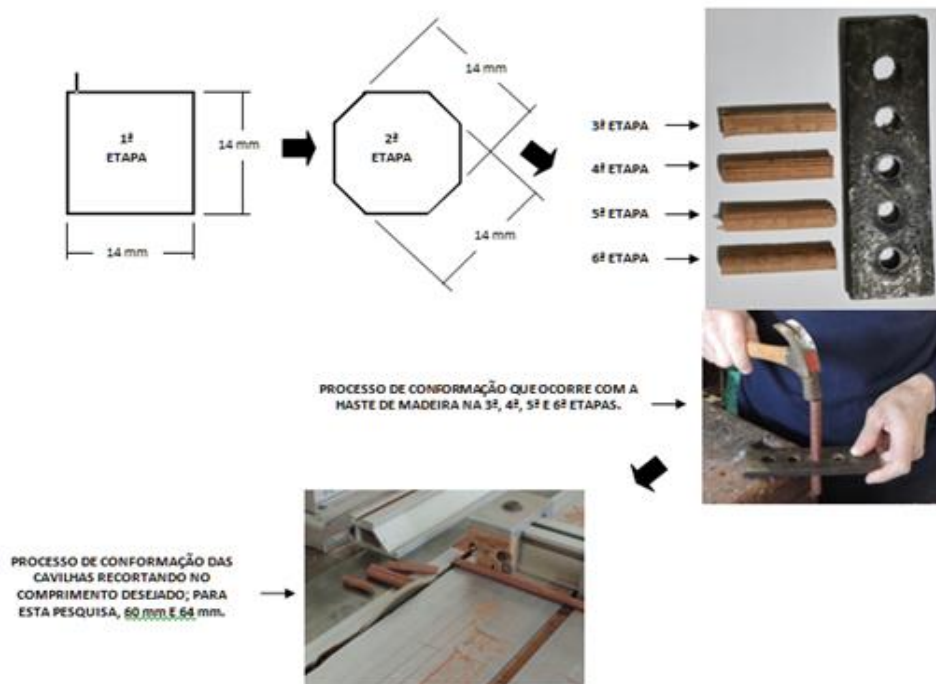 1ª
ETAPA
14 mm
14 mm
2ª
ETAPA
14 mm
14 mm
3ª ETAPA
4ª ETAPA
5ª ETAPA
6ª ETAPA
PROCESSO DE CONFORMAÇÃO QUE OCORRE COM A
HASTE DE MADEIRA NA 3ª, 4ª, 5ª E 6ª ETAPAS.
PROCESSO DE CONFORMAÇÃO DAS
CAVILHAS RECORTANDO NO
COMPRIMENTO DESEJADO; PARA
ESTA PESQUISA, 60 mm E 64 mm.